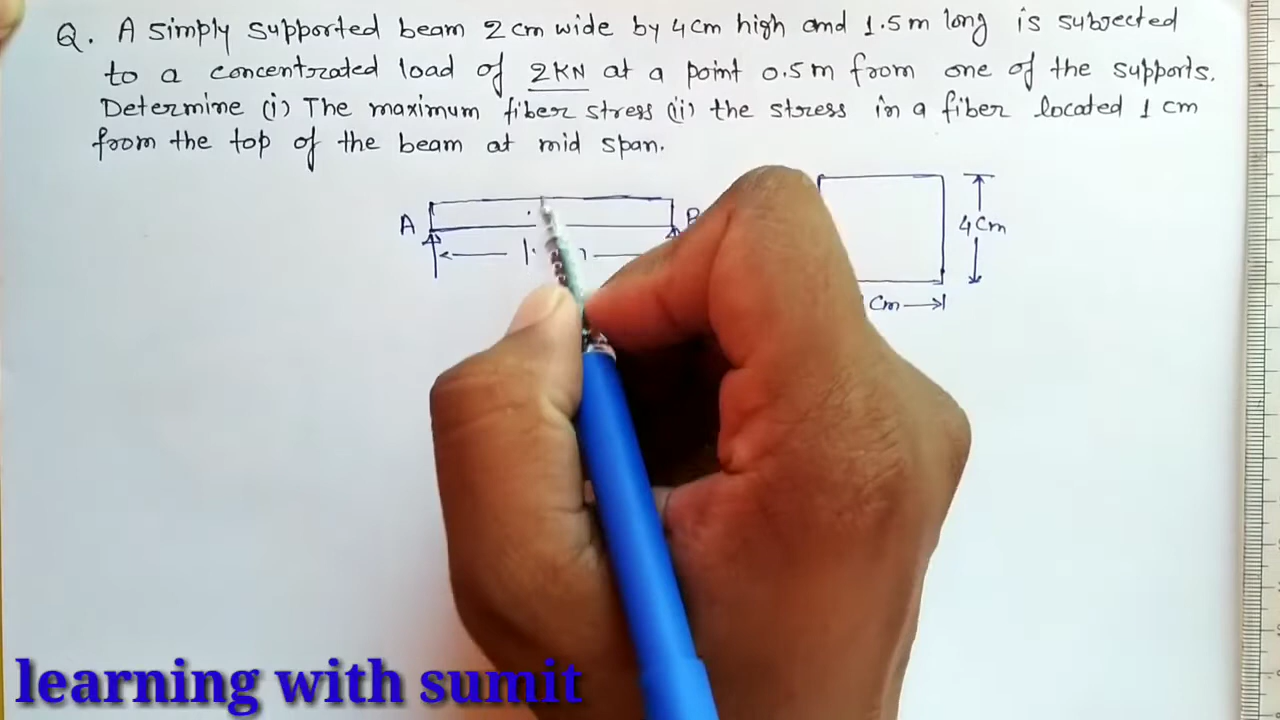 Q. A simply supported beam 2 cm wide by 4 cm high and 1.5 m long is subjected
to a concentrated load of 2KN at a point 0.5 m from one of the supports.
Determine (i) The maximum fiber stress (ii) the stress in a fiber located 1 cm
from the top of the beam at mid span.
A
B
4Cm
Cm
learning with sumit